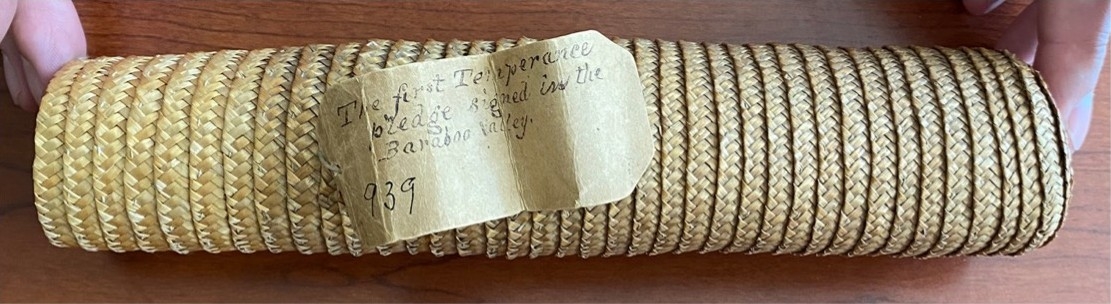 The first Temperance
pledge signed in the
Baraboo Valley.
939